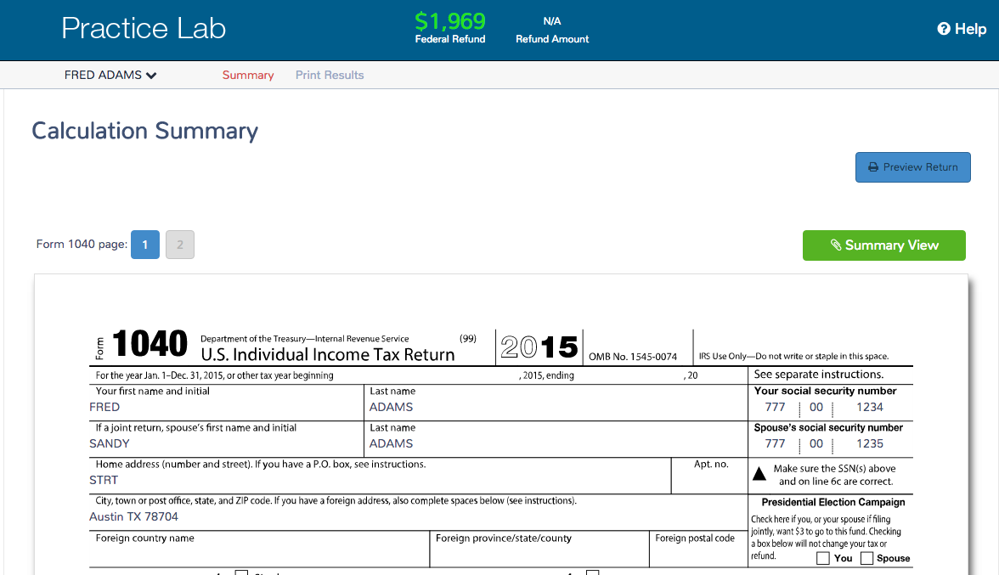 Practice Lab
$1,969
Federal Refund
N/A
Refund Amount
Help
FRED ADAMS
Summary
Print Results
Calculation Summary
Preview Return
Form 1040 page: 1 2
Summary View
Form 1040
Department of the Treasury—Internal Revenue Service (99)
U.S. Individual Income Tax Return
2015
OMB No. 1545-0074
IRS Use Only—Do not write or staple in this space.
For the year Jan. 1–Dec. 31, 2015, or other tax year beginning , 2015, ending , 20
See separate instructions.
Your first name and initial
FRED
Last name
ADAMS
Your social security number
777 00 1234
If a joint return, spouse's first name and initial
SANDY
Last name
ADAMS
Spouse's social security number
777 00 1235
Home address (number and street). If you have a P.O. box, see instructions.
STRT
Apt. no.
Make sure the SSN(s) above
and on line 6c are correct.
City, town or post office, state, and ZIP code. If you have a foreign address, also complete spaces below (see instructions).
Austin TX 78704
Presidential Election Campaign
Check here if you, or your spouse if filing
jointly, want $3 to go to this fund. Checking
a box below will not change your tax or
refund.
You Spouse
Foreign country name
Foreign province/state/county
Foreign postal code